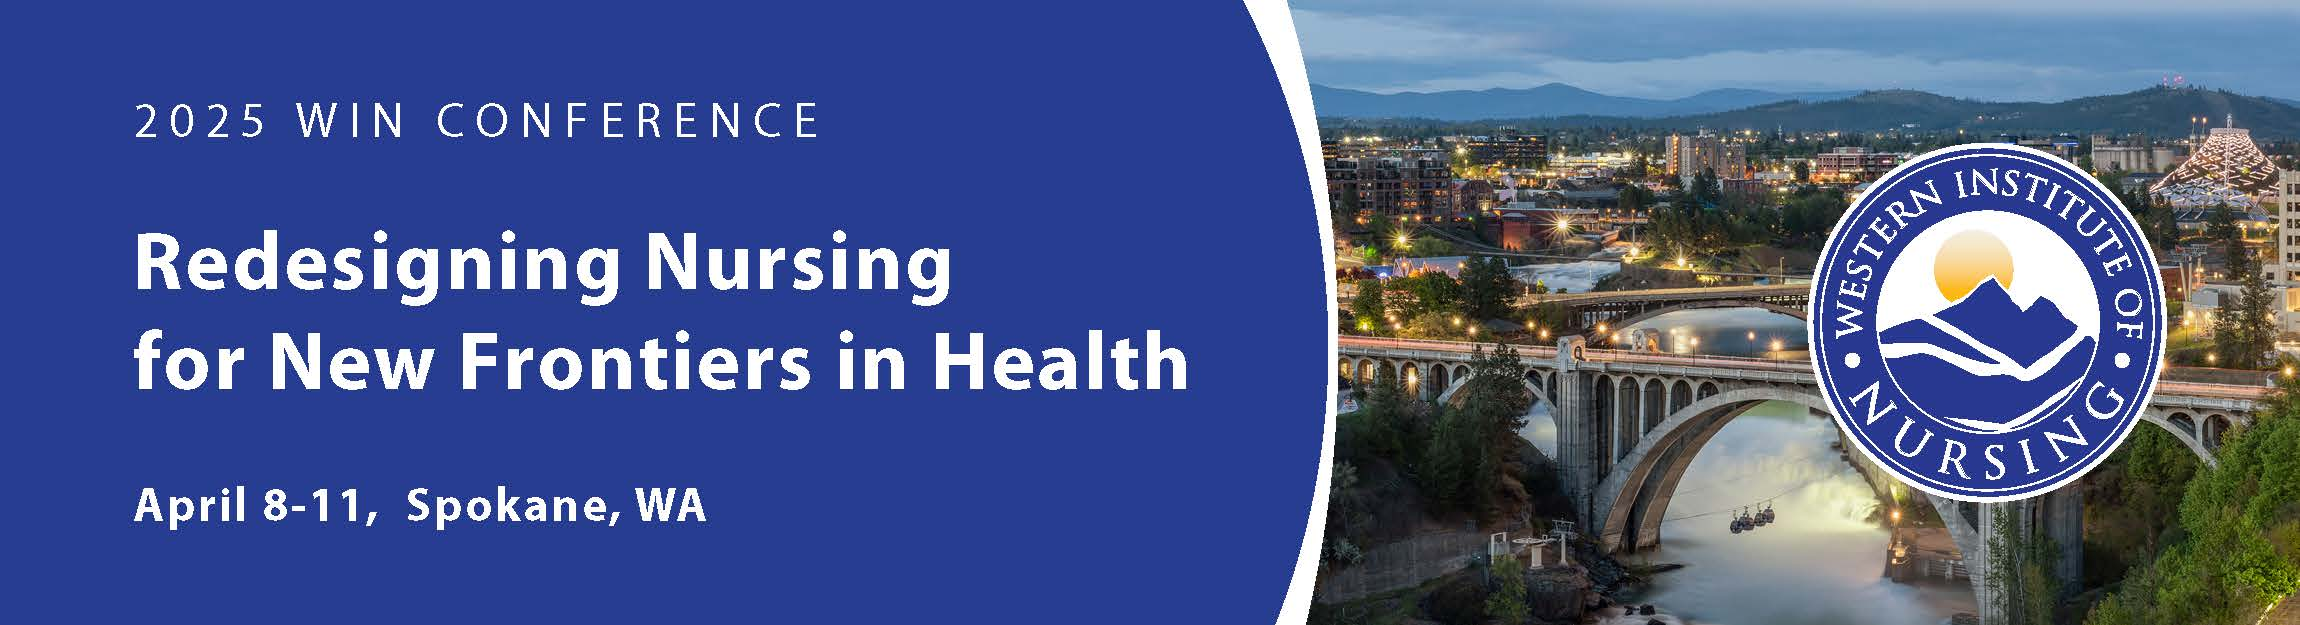 2025 WIN CONFERENCE
Redesigning Nursing
for New Frontiers in Health
April 8-11, Spokane, WA
WESTERN INSTITUTE OF
NURSING